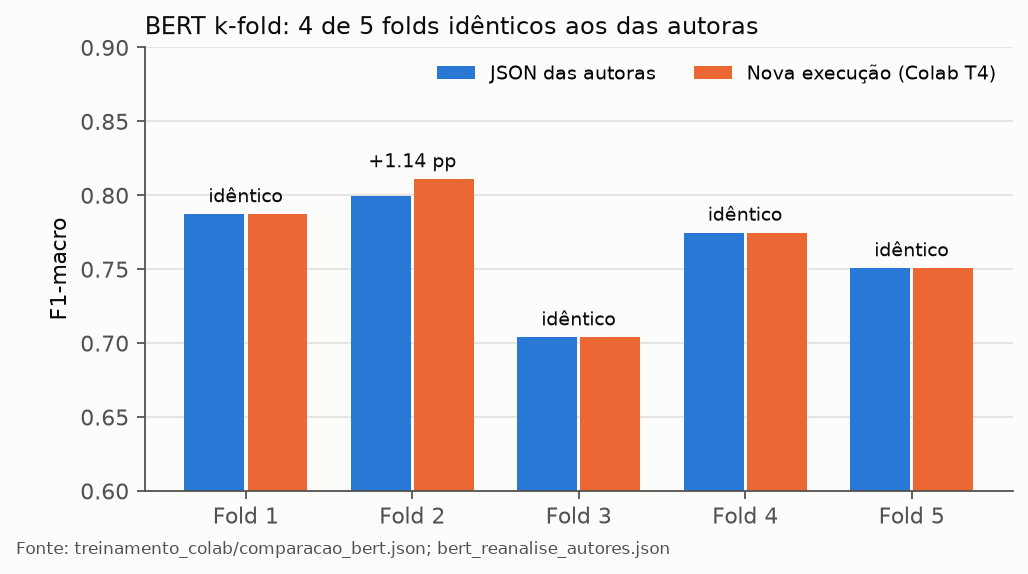 BERT k-fold: 4 de 5 folds idênticos aos das autoras
JSON das autoras
Nova execução (Colab T4)
F1-macro
0.90
0.85
0.80
0.75
0.70
0.65
0.60
idêntico
+1.14 pp
idêntico
idêntico
idêntico
Fold 1
Fold 2
Fold 3
Fold 4
Fold 5
Fonte: treinamento_colab/comparacao_bert.json; bert_reanalise_autores.json